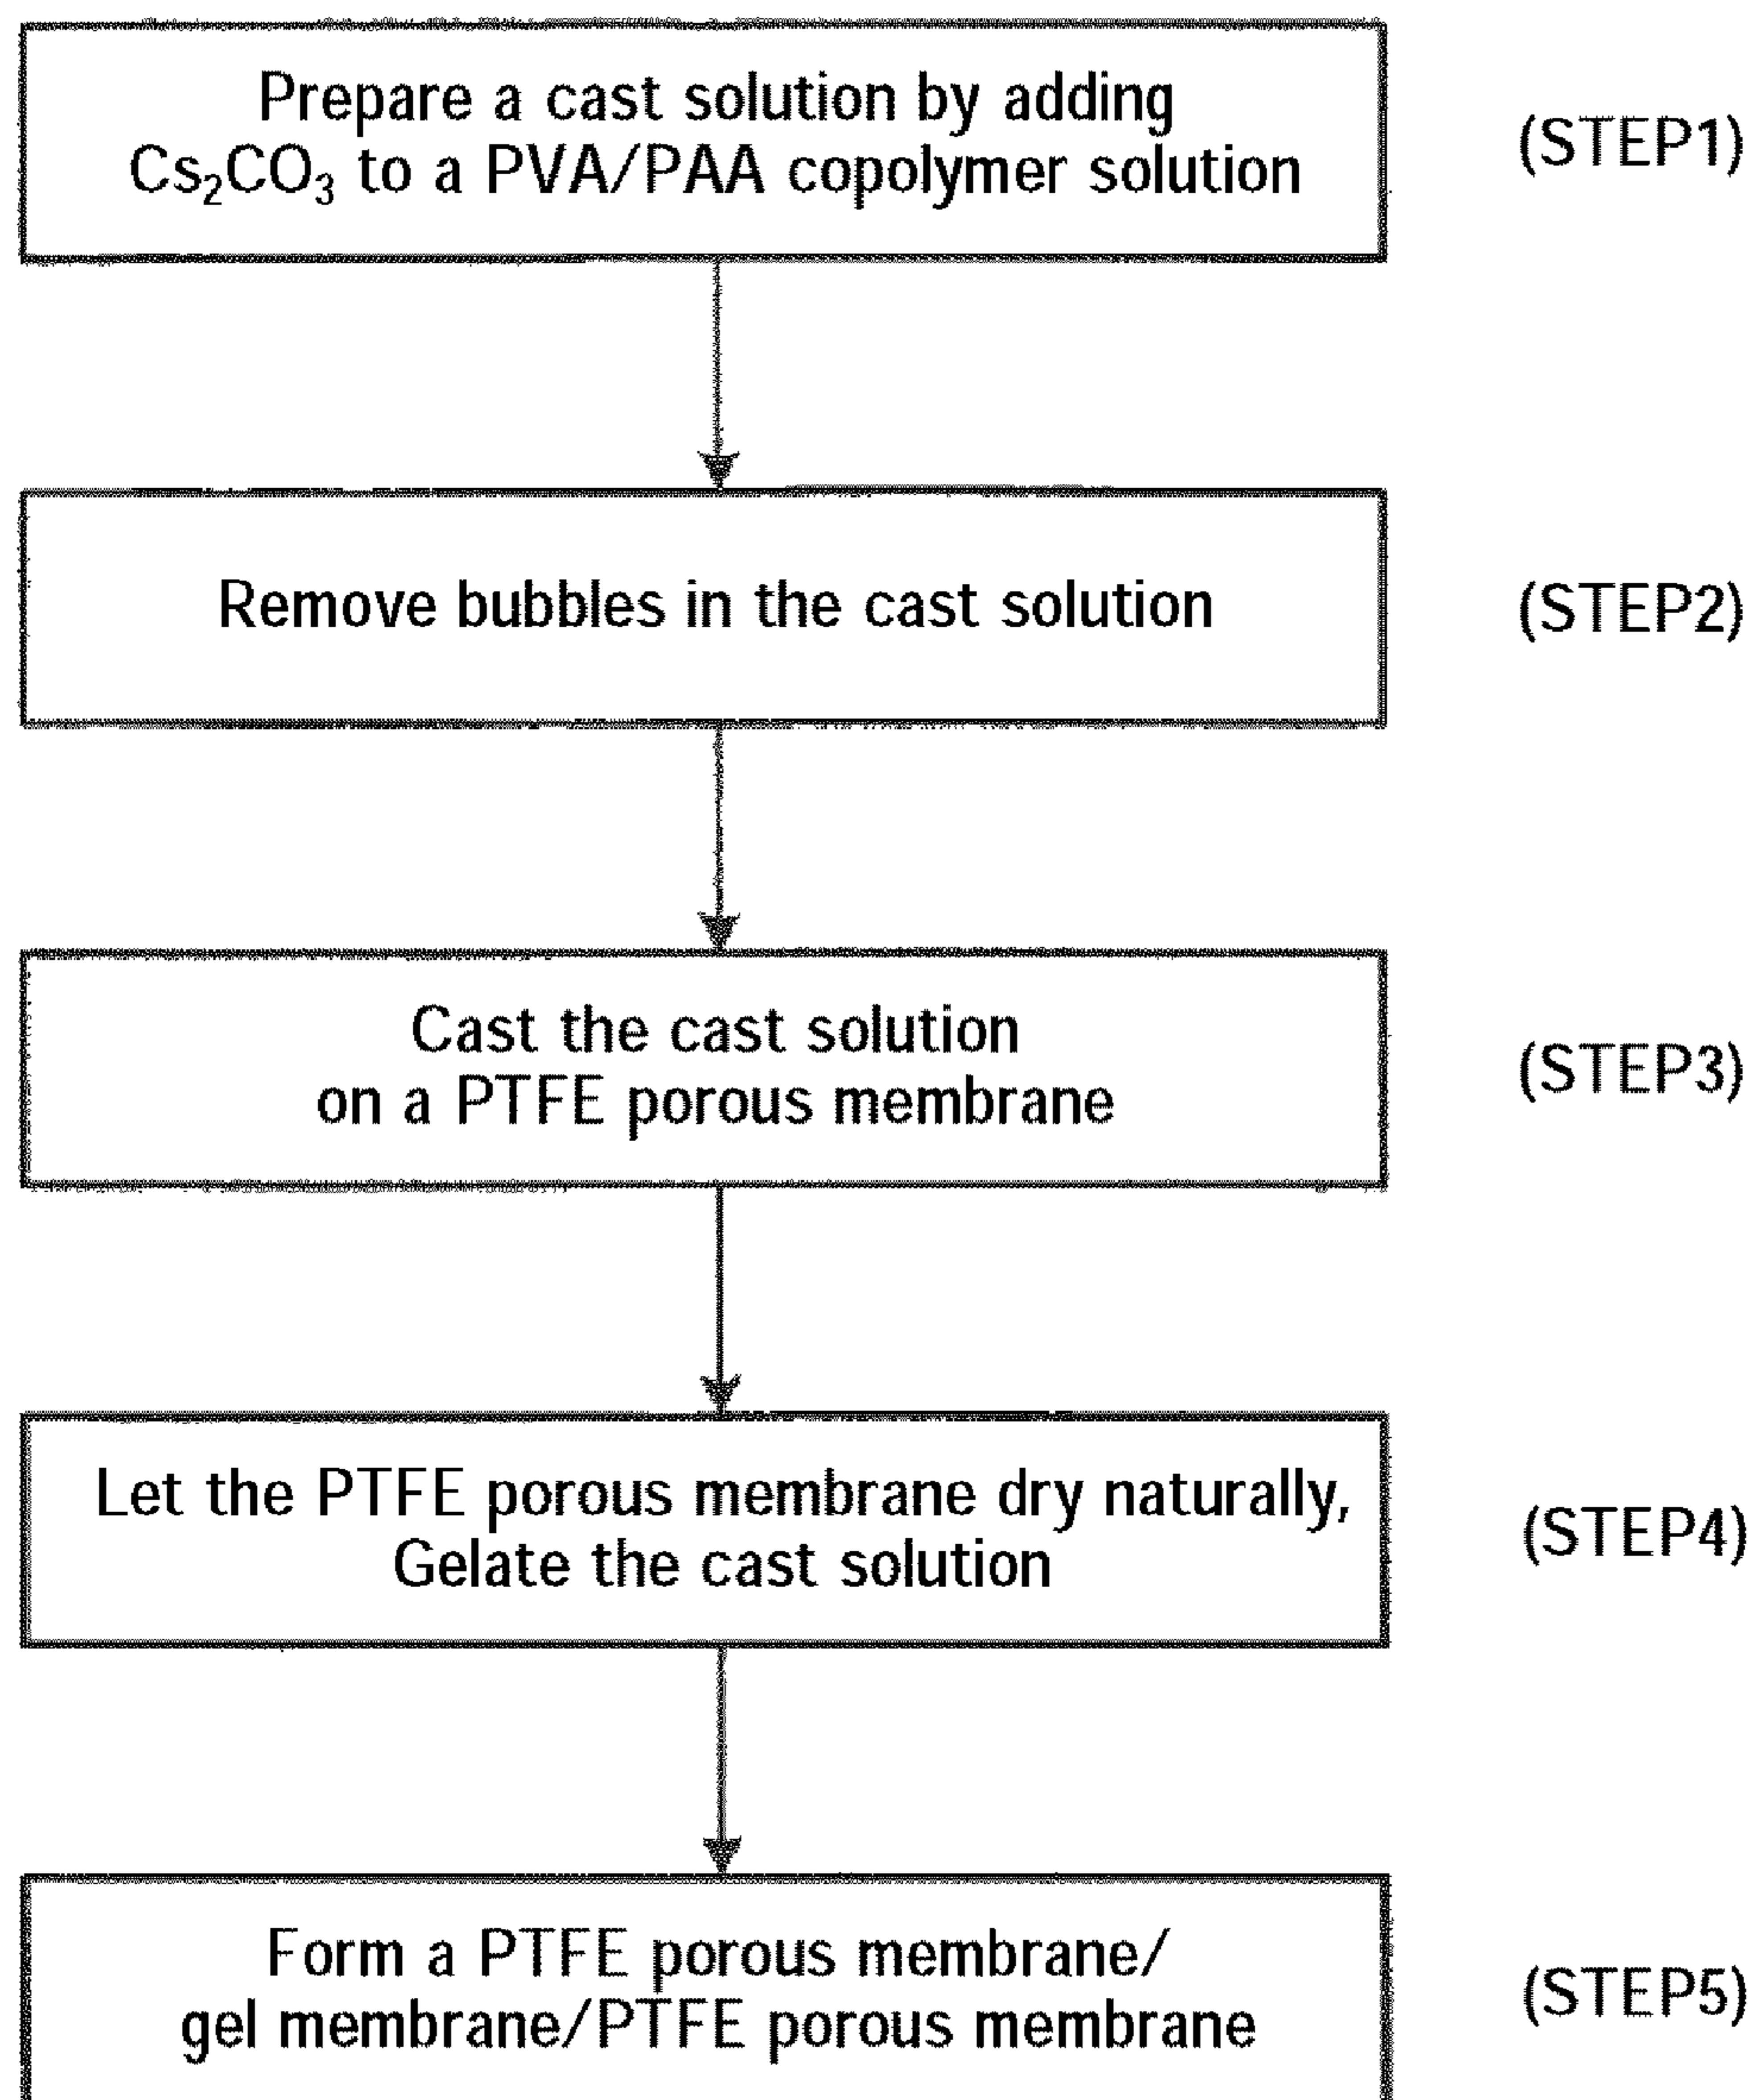 Prepare a cast solution by adding
Cs₂CO₃ to a PVA/PAA copolymer solution
(STEP1)
Remove bubbles in the cast solution
(STEP2)
Cast the cast solution
on a PTFE porous membrane
(STEP3)
Let the PTFE porous membrane dry naturally,
Gelate the cast solution
(STEP4)
Form a PTFE porous membrane/
gel membrane/PTFE porous membrane
(STEP5)